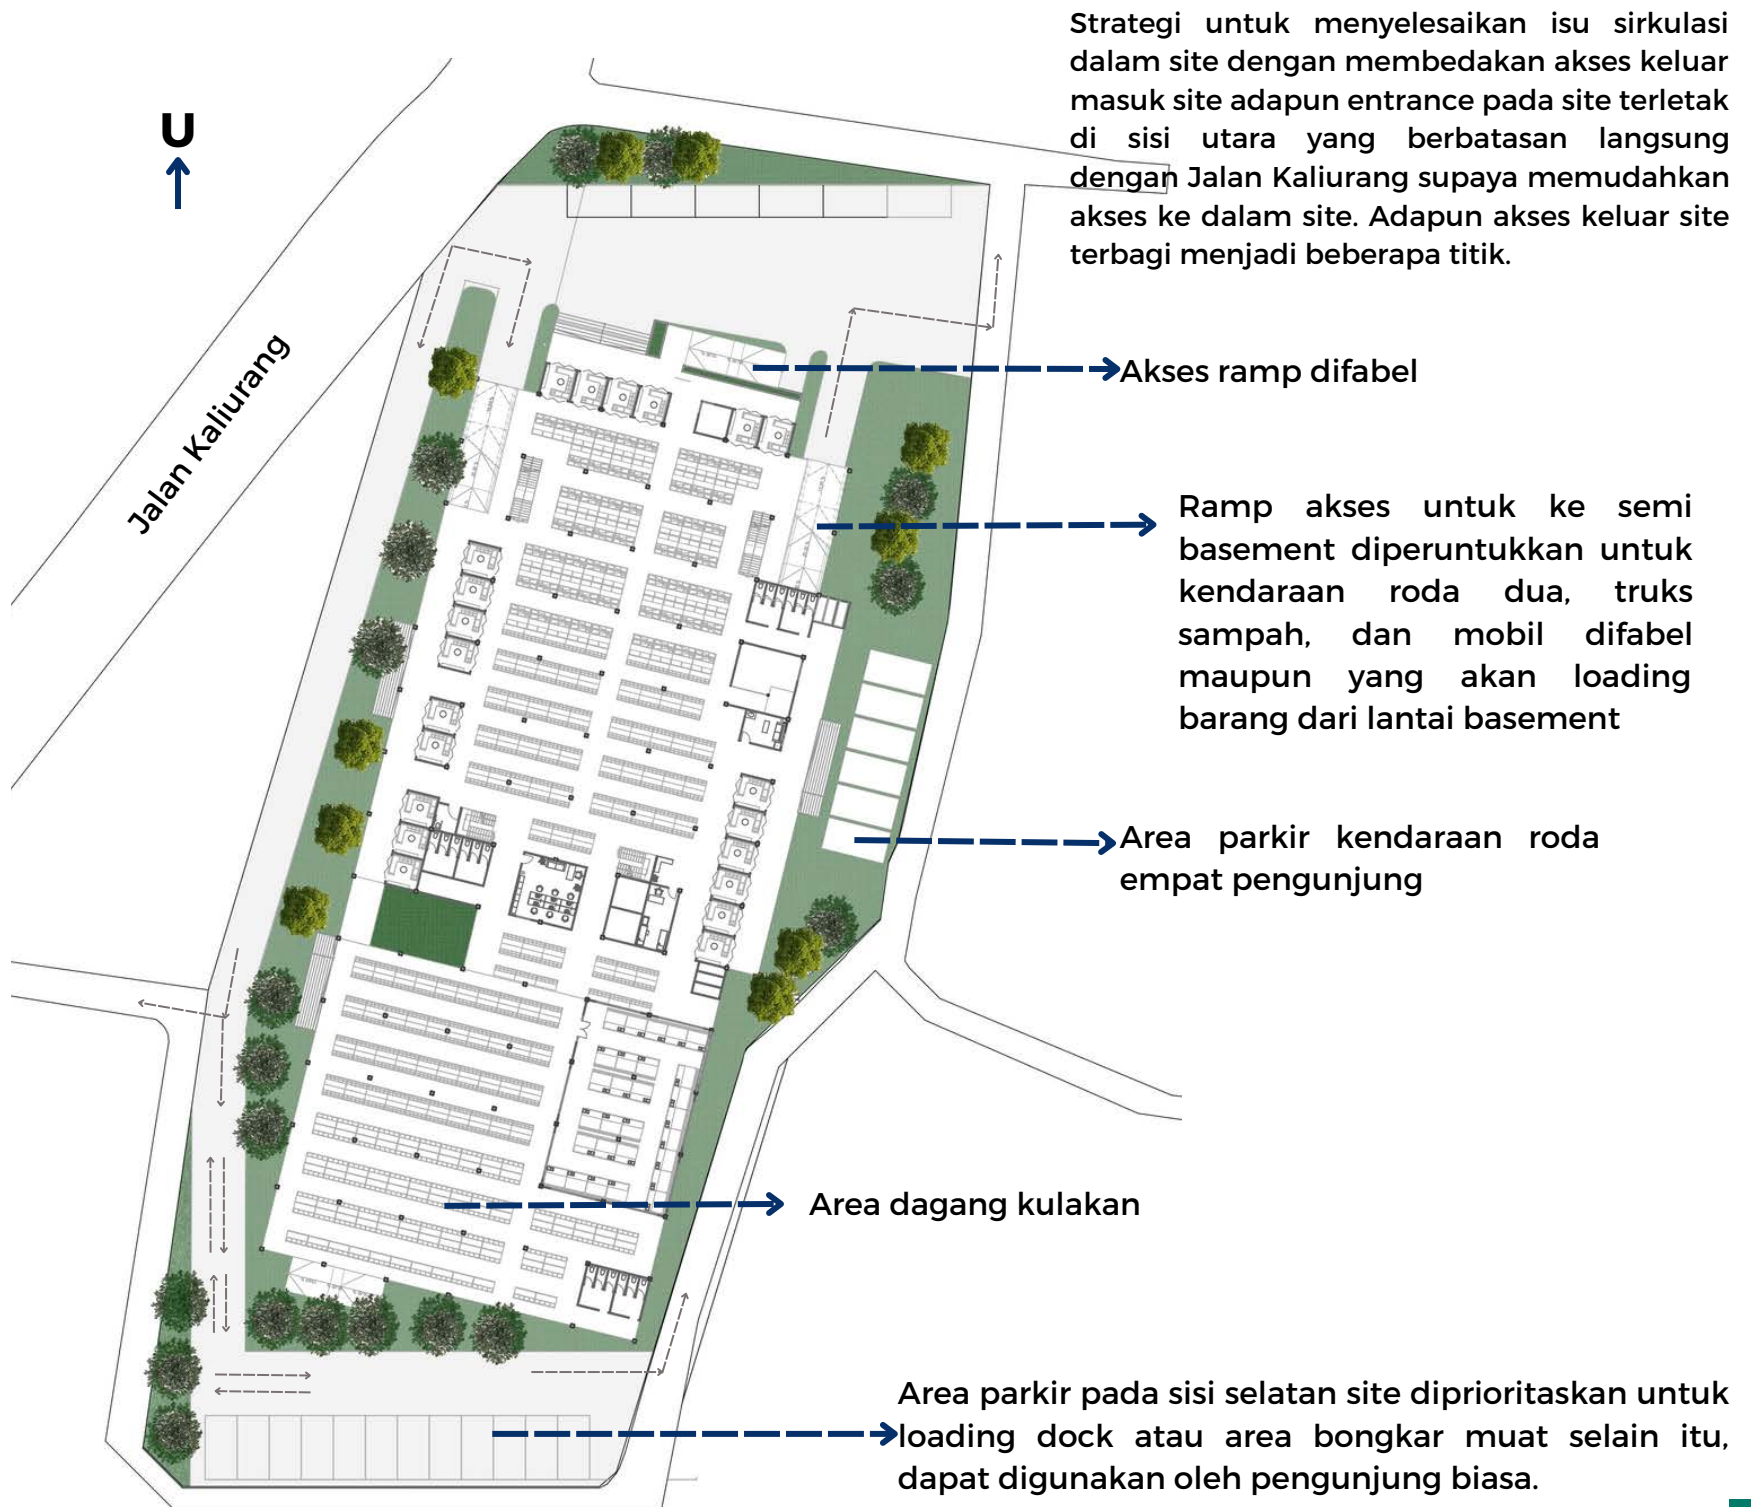 Strategi untuk menyelesaikan isu sirkulasi
dalam site dengan membedakan akses keluar
masuk site adapun entrance pada site terletak
di sisi utara yang berbatasan langsung
dengan Jalan Kaliurang supaya memudahkan
akses ke dalam site. Adapun akses keluar site
terbagi menjadi beberapa titik.
U
Jalan Kaliurang
Akses ramp difabel
Ramp akses untuk ke semi
basement diperuntukkan untuk
kendaraan roda dua, truks
sampah, dan mobil difabel
maupun yang akan loading
barang dari lantai basement
Area parkir kendaraan roda
empat pengunjung
Area dagang kulakan
Area parkir pada sisi selatan site diprioritaskan untuk
loading dock atau area bongkar muat selain itu,
dapat digunakan oleh pengunjung biasa.